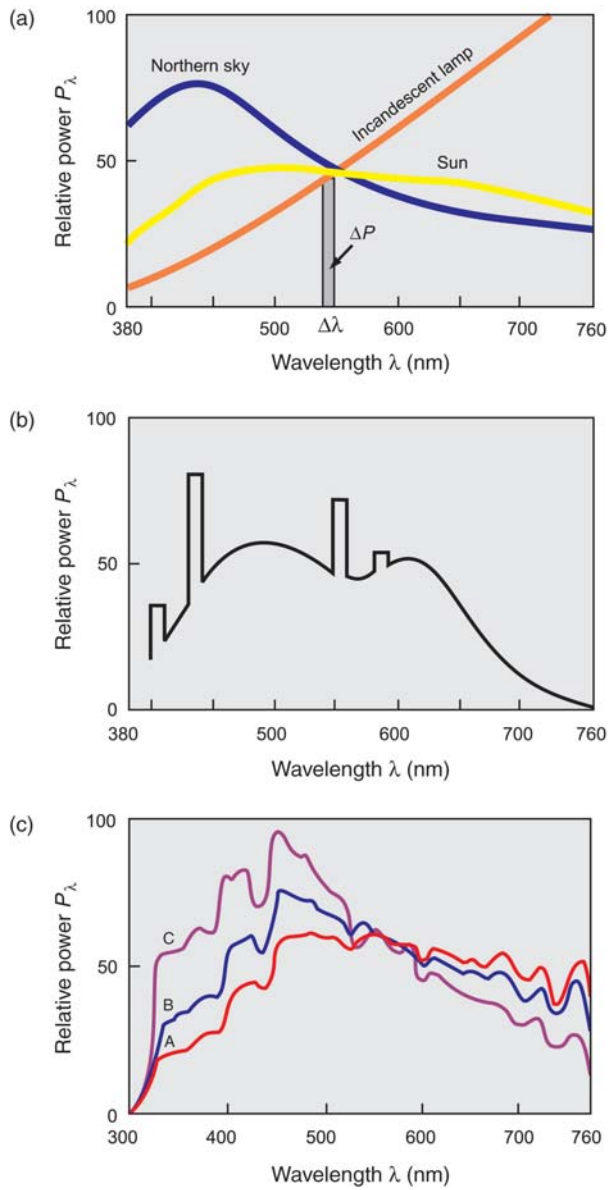 (a)
100
Northern sky
Incandescent lamp
Relative power Pλ
50
Sun
ΔP
0
380
500
Δλ
600
700
760
Wavelength λ (nm)
(b)
100
Relative power Pλ
50
0
380
500
600
700
760
Wavelength λ (nm)
(c)
100
Relative power Pλ
C
50
B
A
0
300
400
500
600
700
760
Wavelength λ (nm)